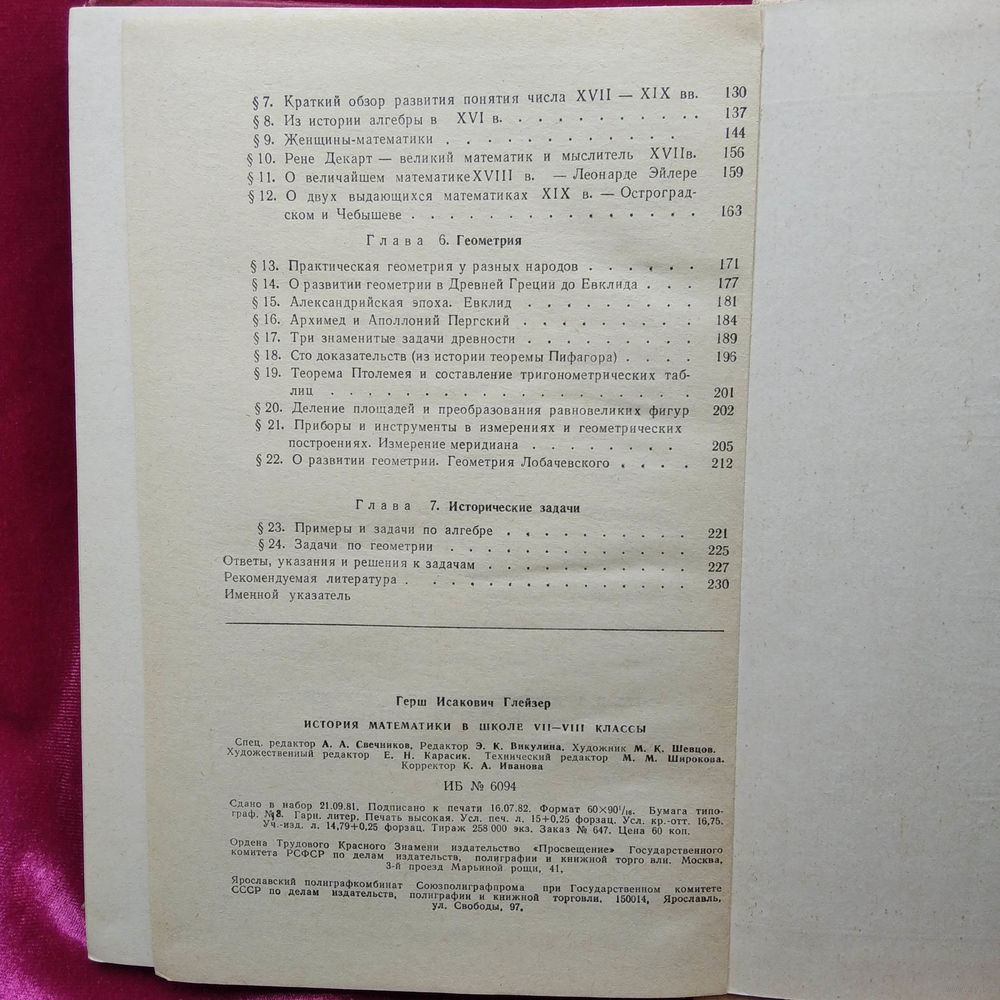 § 7. Краткий обзор развития понятия числа XVII — XIX вв. 130
§ 8. Из истории алгебры в XVI в. . . . . . . . . . . 137
§ 9. Женщины-математики . . . . . . . . . . . . 144
§ 10. Рене Декарт — великий математик и мыслитель XVIIв. 156
§ 11. О величайшем математикеXVIII в. — Леонарде Эйлере 159
§ 12. О двух выдающихся математиках XIX в. — Остроград-
ском и Чебышеве . . . . . . . . . . . . . . . 163
Глава 6. Геометрия
§ 13. Практическая геометрия у разных народов . . . . . . 171
§ 14. О развитии геометрии в Древней Греции до Евклида . . . 177
§ 15. Александрийская эпоха. Евклид . . . . . . . . . 181
§ 16. Архимед и Аполлоний Пергский . . . . . . . . . 184
§ 17. Три знаменитые задачи древности . . . . . . . . . 189
§ 18. Сто доказательств (из истории теоремы Пифагора) . . . . 196
§ 19. Теорема Птолемея и составление тригонометрических таб-
лиц . . . . . . . . . . . . . . . . . . . 201
§ 20. Деление площадей и преобразования равновеликих фигур 202
§ 21. Приборы и инструменты в измерениях и геометрических
построениях. Измерение меридиана . . . . . . . . 205
§ 22. О развитии геометрии. Геометрия Лобачевского . . . . 212
Глава 7. Исторические задачи
§ 23. Примеры и задачи по алгебре . . . . . . . . . . 221
§ 24. Задачи по геометрии . . . . . . . . . . . . . 225
Ответы, указания и решения к задачам . . . . . . . . . . . 227
Рекомендуемая литература . . . . . . . . . . . . . . 230
Именной указатель
Герш Исакович Глейзер
ИСТОРИЯ МАТЕМАТИКИ В ШКОЛЕ VII—VIII КЛАССЫ
Спец. редактор А. А. Свечников. Редактор Э. К. Викулина. Художник М. К. Шевцов.
Художественный редактор Е. Н. Карасик. Технический редактор М. М. Широкова.
Корректор К. А. Иванова
ИБ № 6094
Сдано в набор 21.09.81. Подписано к печати 16.07.82. Формат 60×90¹/₁₆. Бумага типо-
граф. №8. Гарн. литер. Печать высокая. Усл. печ. л. 15+0,25 форзац. Усл. кр.-отт. 16,75.
Уч.-изд. л. 14,79+0,25 форзац. Тираж 258 000 экз. Заказ № 647. Цена 60 коп.
Ордена Трудового Красного Знамени издательство «Просвещение» Государственного
комитета РСФСР по делам издательств, полиграфии и книжной торго вли. Москва,
3-й проезд Марьиной рощи, 41.
Ярославский полиграфкомбинат Союзполиграфпрома при Государственном комитете
СССР по делам издательств, полиграфии и книжной торговли. 150014, Ярославль,
ул. Свободы, 97.